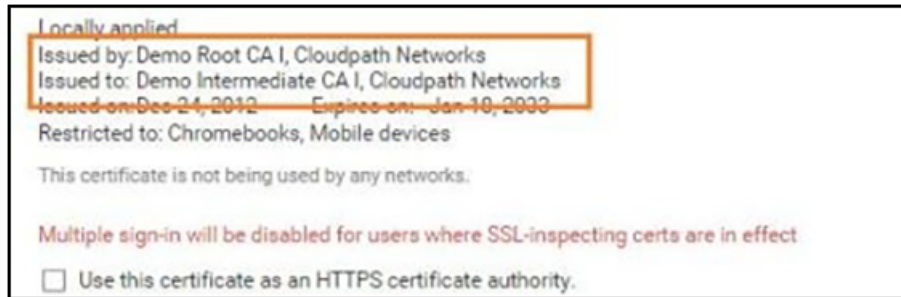 Locally applied
Issued by: Demo Root CA I, Cloudpath Networks
Issued to: Demo Intermediate CA I, Cloudpath Networks
Issued on: Dec 24, 2012 Expires on: Jan 18, 2033
Restricted to: Chromebooks, Mobile devices
This certificate is not being used by any networks.
Multiple sign-in will be disabled for users where SSL-inspecting certs are in effect
Use this certificate as an HTTPS certificate authority.